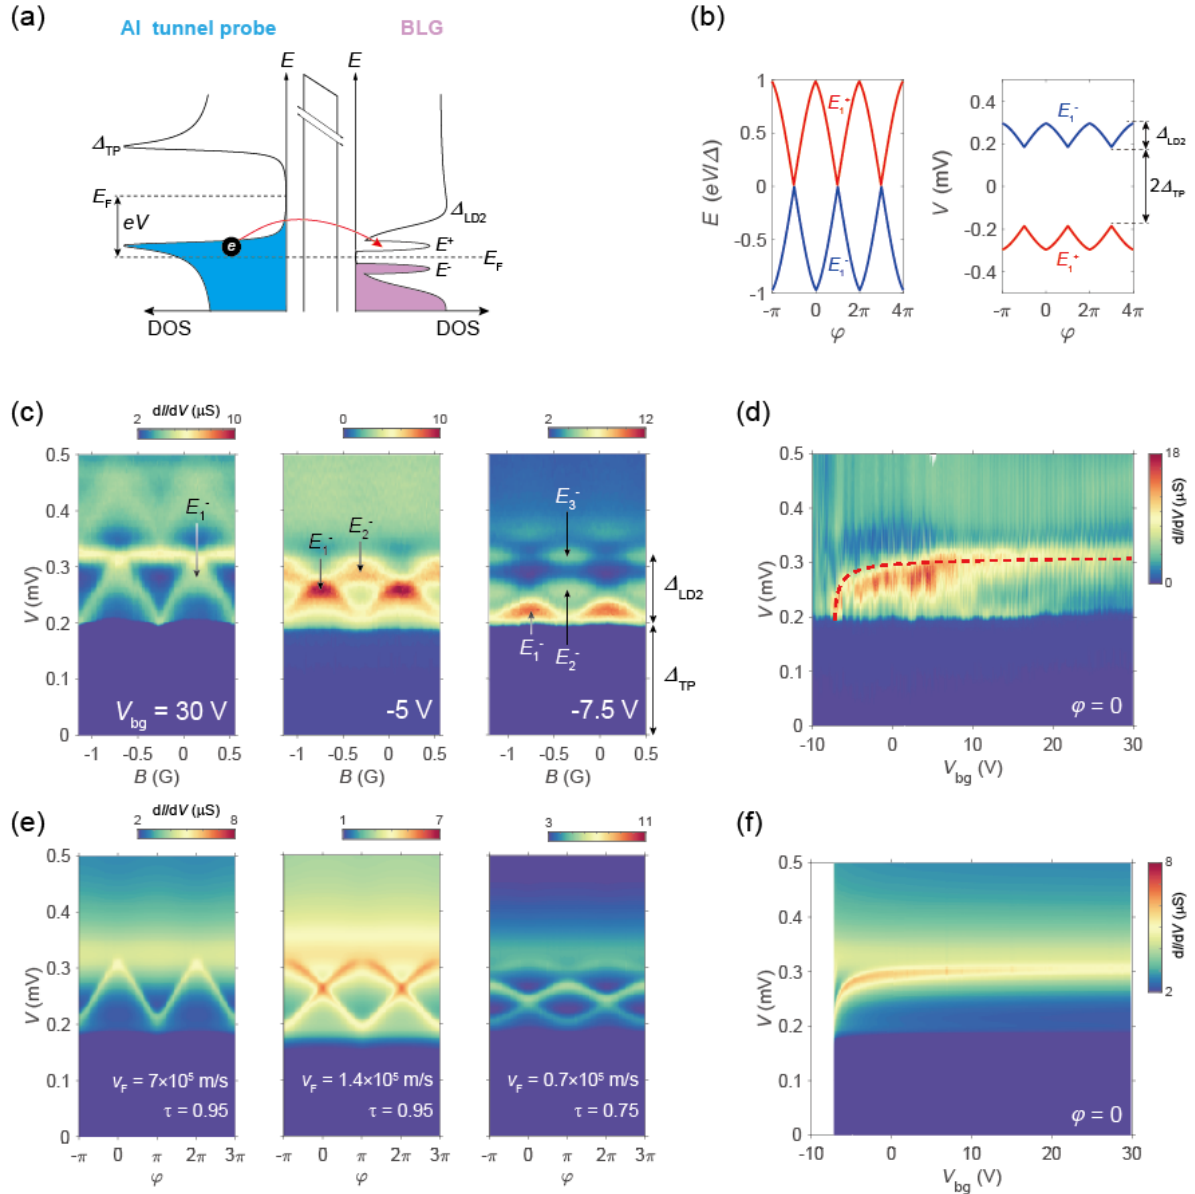 (a)
Al tunnel probe
BLG
E
E
Δ_TP
E_F
eV
e
Δ_LD2
E⁺
E_F
E⁻
DOS
DOS
(b)
1
0.5
0
-0.5
-1
E (eV/Δ)
E₁⁺
E₁⁻
-π 0 2π 4π
φ
0.4
0.2
0
-0.2
-0.4
V (mV)
E₁⁻
E₁⁺
Δ_LD2
2Δ_TP
-π 0 2π 4π
φ
(c)
dI/dV (μS)
2 10
0 10
2 12
0.5
0.4
0.3
0.2
0.1
0
V (mV)
E₁⁻
V_bg = 30 V
E₁⁻
E₂⁻
-5 V
E₃⁻
E₁⁻
E₂⁻
-7.5 V
Δ_LD2
Δ_TP
-1 -0.5 0 0.5
-1 -0.5 0 0.5
-1 -0.5 0 0.5
B (G)
B (G)
B (G)
(d)
0.5
0.4
0.3
0.2
0.1
0
V (mV)
φ = 0
-10 0 10 20 30
V_bg (V)
18
0
dI/dV (μS)
(e)
dI/dV (μS)
2 8
1 7
3 11
0.5
0.4
0.3
0.2
0.1
0
V (mV)
v_F = 7×10⁵ m/s
τ = 0.95
v_F = 1.4×10⁵ m/s
τ = 0.95
v_F = 0.7×10⁵ m/s
τ = 0.75
-π 0 π 2π 3π
-π 0 π 2π 3π
-π 0 π 2π 3π
φ
φ
φ
(f)
0.5
0.4
0.3
0.2
0.1
0
V (mV)
φ = 0
-10 0 10 20 30
V_bg (V)
8
2
dI/dV (μS)